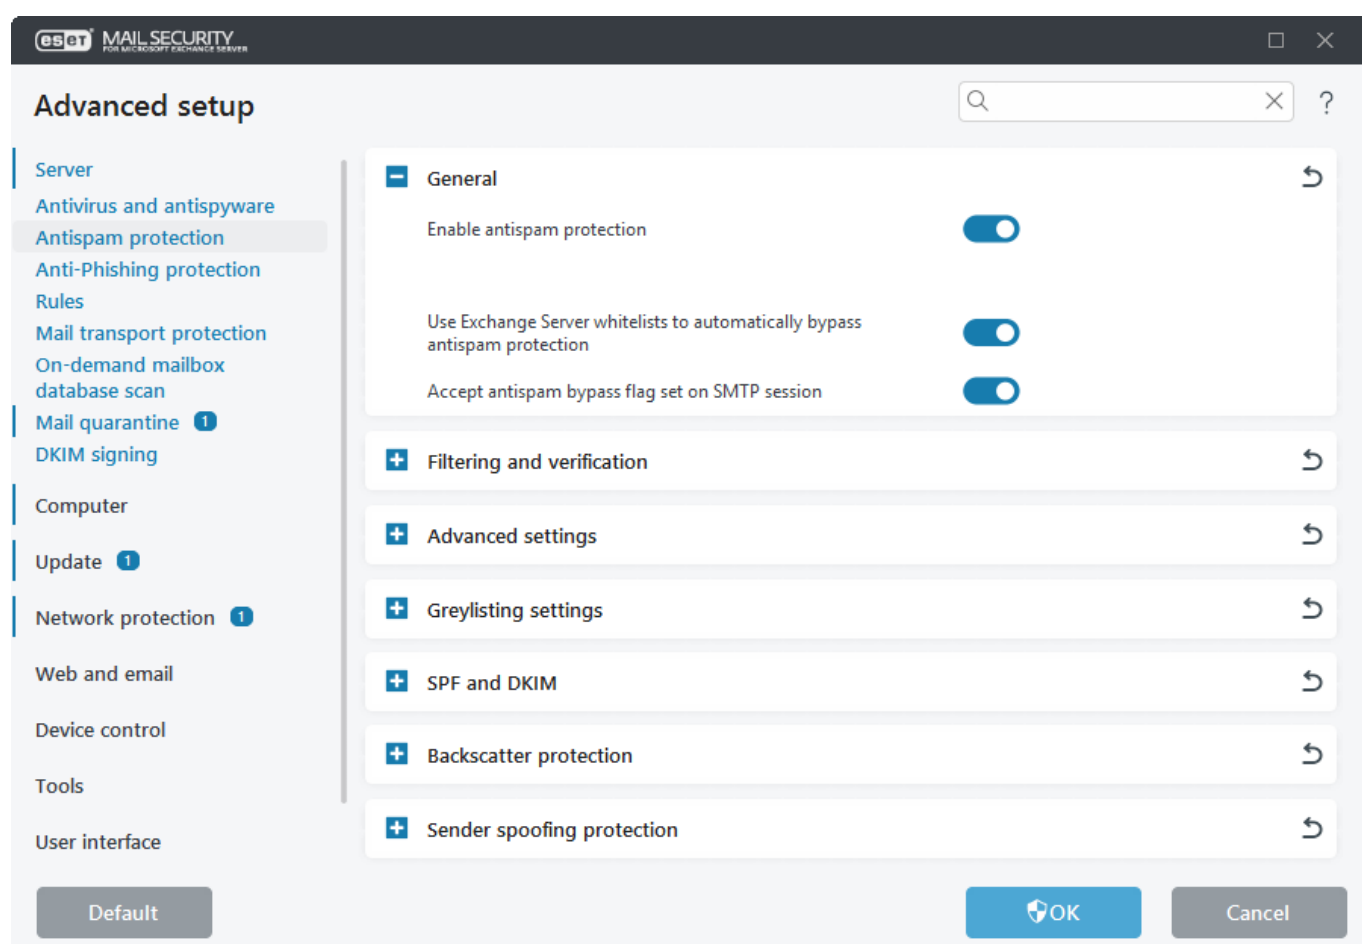 eset MAIL SECURITY
FOR MICROSOFT EXCHANGE SERVER
Advanced setup
?
Server
Antivirus and antispyware
Antispam protection
Anti-Phishing protection
Rules
Mail transport protection
On-demand mailbox
database scan
Mail quarantine 1
DKIM signing
Computer
Update 1
Network protection 1
Web and email
Device control
Tools
User interface
General
Enable antispam protection
Use Exchange Server whitelists to automatically bypass
antispam protection
Accept antispam bypass flag set on SMTP session
Filtering and verification
Advanced settings
Greylisting settings
SPF and DKIM
Backscatter protection
Sender spoofing protection
Default
OK
Cancel